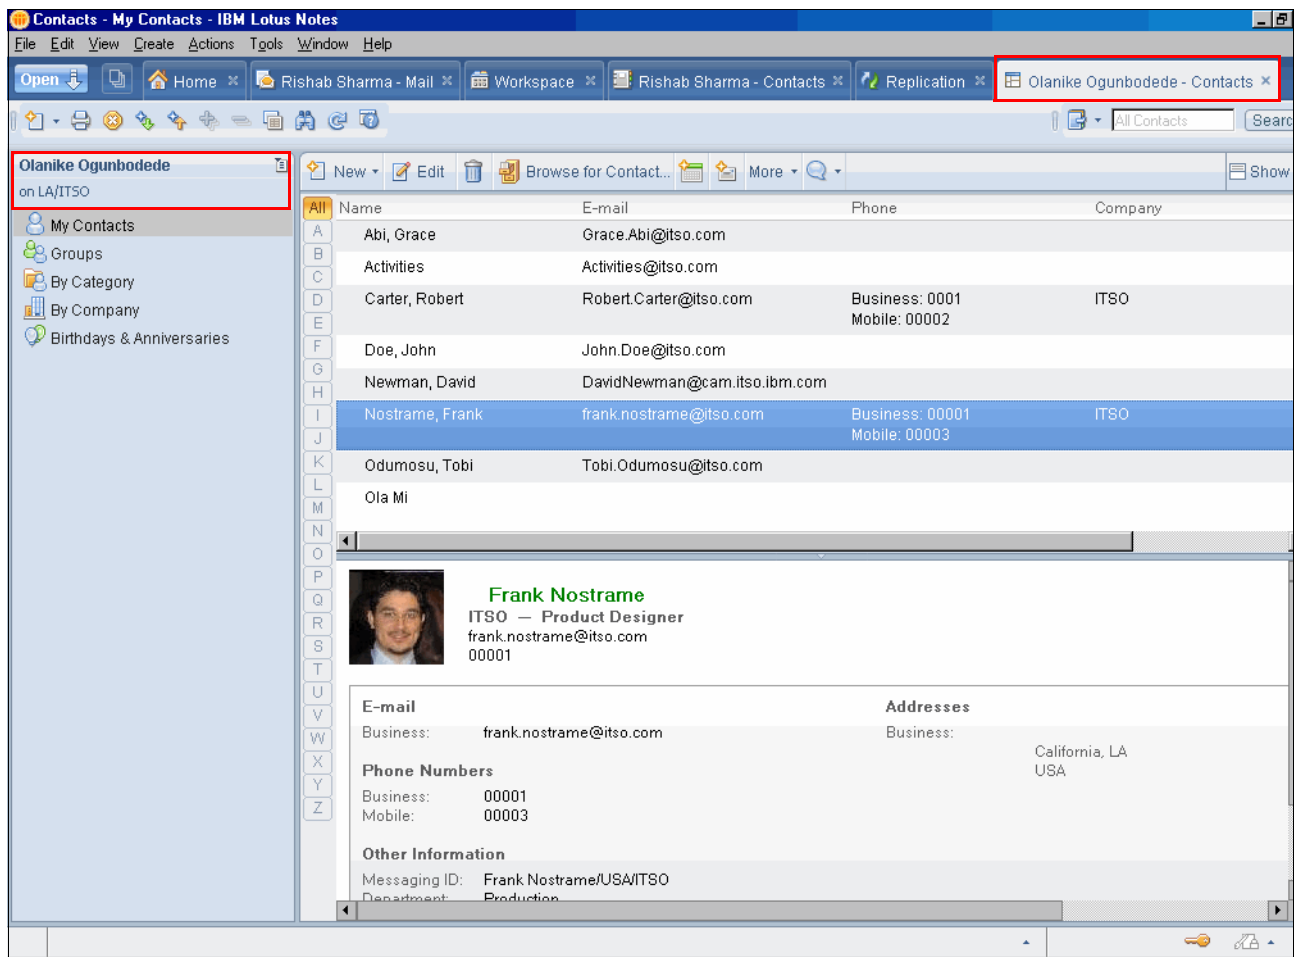 Contacts - My Contacts - IBM Lotus Notes
File Edit View Create Actions Tools Window Help
Open Home Rishab Sharma - Mail Workspace Rishab Sharma - Contacts Replication Olanike Ogunbodede - Contacts
All Contacts Searc
Olanike Ogunbodede
on LA/ITSO
My Contacts
Groups
By Category
By Company
Birthdays & Anniversaries
New Edit Browse for Contact... More Show
All
A
B
C
D
E
F
G
H
I
J
K
L
M
N
O
P
Q
R
S
T
U
V
W
X
Y
Z
Name E-mail Phone Company
Abi, Grace Grace.Abi@itso.com
Activities Activities@itso.com
Carter, Robert Robert.Carter@itso.com Business: 0001 ITSO
Mobile: 00002
Doe, John John.Doe@itso.com
Newman, David DavidNewman@cam.itso.ibm.com
Nostrame, Frank frank.nostrame@itso.com Business: 00001 ITSO
Mobile: 00003
Odumosu, Tobi Tobi.Odumosu@itso.com
Ola Mi
Frank Nostrame
ITSO — Product Designer
frank.nostrame@itso.com
00001
E-mail Addresses
Business: frank.nostrame@itso.com Business:
California, LA
USA
Phone Numbers
Business: 00001
Mobile: 00003
Other Information
Messaging ID: Frank Nostrame/USA/ITSO
Department: Production